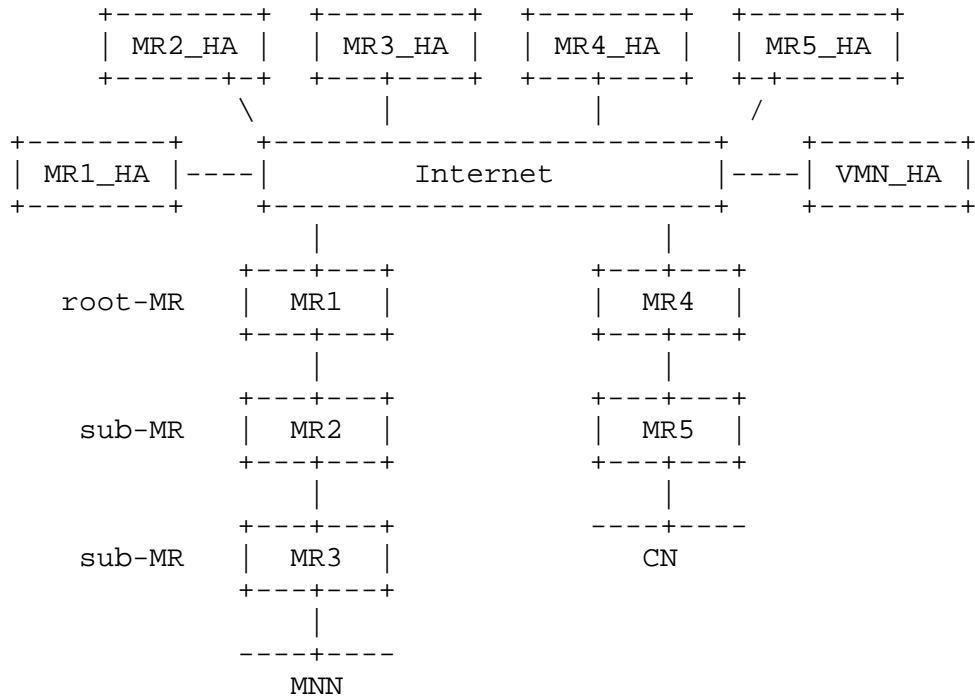 MR2_HA MR3_HA MR4_HA MR5_HA
MR1_HA Internet VMN_HA
root-MR MR1 MR4
sub-MR MR2 MR5
sub-MR MR3 CN
MNN